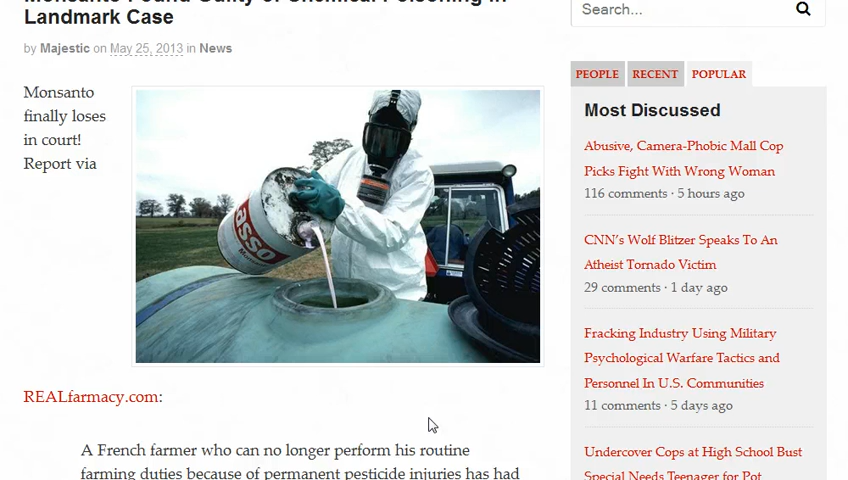 Monsanto Found Guilty of Chemical Poisoning in
Landmark Case
by Majestic on May 25, 2013 in News
Monsanto
finally loses
in court!
Report via
asso
REALfarmacy.com:
A French farmer who can no longer perform his routine
farming duties because of permanent pesticide injuries has had
Search...
PEOPLE RECENT POPULAR
Most Discussed
Abusive, Camera-Phobic Mall Cop
Picks Fight With Wrong Woman
116 comments · 5 hours ago
CNN's Wolf Blitzer Speaks To An
Atheist Tornado Victim
29 comments · 1 day ago
Fracking Industry Using Military
Psychological Warfare Tactics and
Personnel In U.S. Communities
11 comments · 5 days ago
Undercover Cops at High School Bust
Special Needs Teenager for Pot